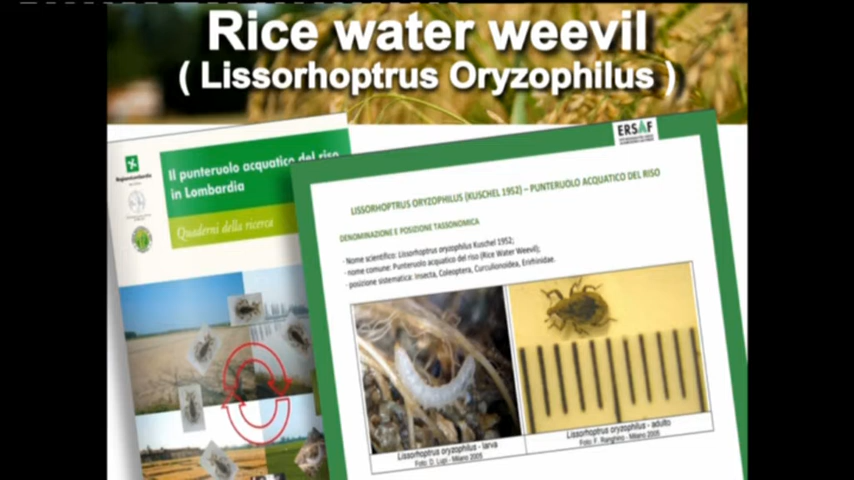 Rice water weevil
( Lissorhoptrus Oryzophilus )
ERSAF
Il punteruolo acquatico del riso
in Lombardia
Quaderni della ricerca
LISSORHOPTRUS ORYZOPHILUS (KUSCHEL 1952) – PUNTERUOLO ACQUATICO DEL RISO
DENOMINAZIONE E POSIZIONE TASSONOMICA
- Nome scientifico: Lissorhoptrus oryzophilus Kuschel 1952;
- nome comune: Punteruolo acquatico del riso (Rice Water Weevil);
- posizione sistematica: Insecta, Coleoptera, Curculionoidea, Erirhinidae.
Lissorhoptrus oryzophilus - larva
Foto: D. Lupi - Milano 2005
Lissorhoptrus oryzophilus - adulto
Milano 2005